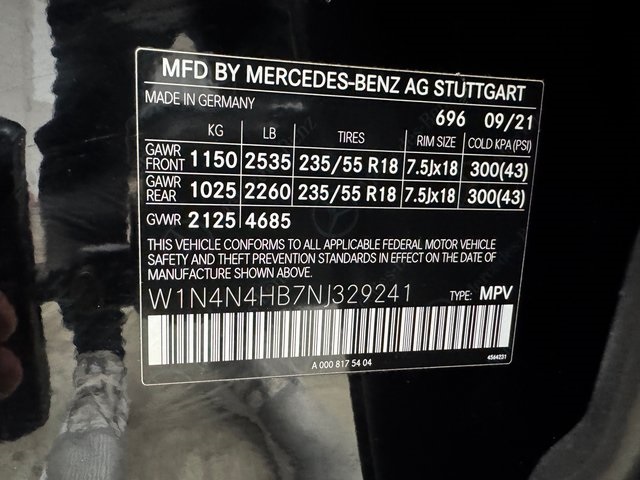 MFD BY MERCEDES-BENZ AG STUTTGART
MADE IN GERMANY 696 09/21
KG LB TIRES RIM SIZE COLD KPA(PSI)
GAWR FRONT 1150 2535 235/55 R18 7.5Jx18 300(43)
GAWR REAR 1025 2260 235/55 R18 7.5Jx18 300(43)
GVWR 2125 4685
THIS VEHICLE CONFORMS TO ALL APPLICABLE FEDERAL MOTOR VEHICLE
SAFETY AND THEFT PREVENTION STANDARDS IN EFFECT ON THE DATE OF
MANUFACTURE SHOWN ABOVE.
W1N4N4HB7NJ329241 TYPE: MPV
A 000 817 54 04 4564231